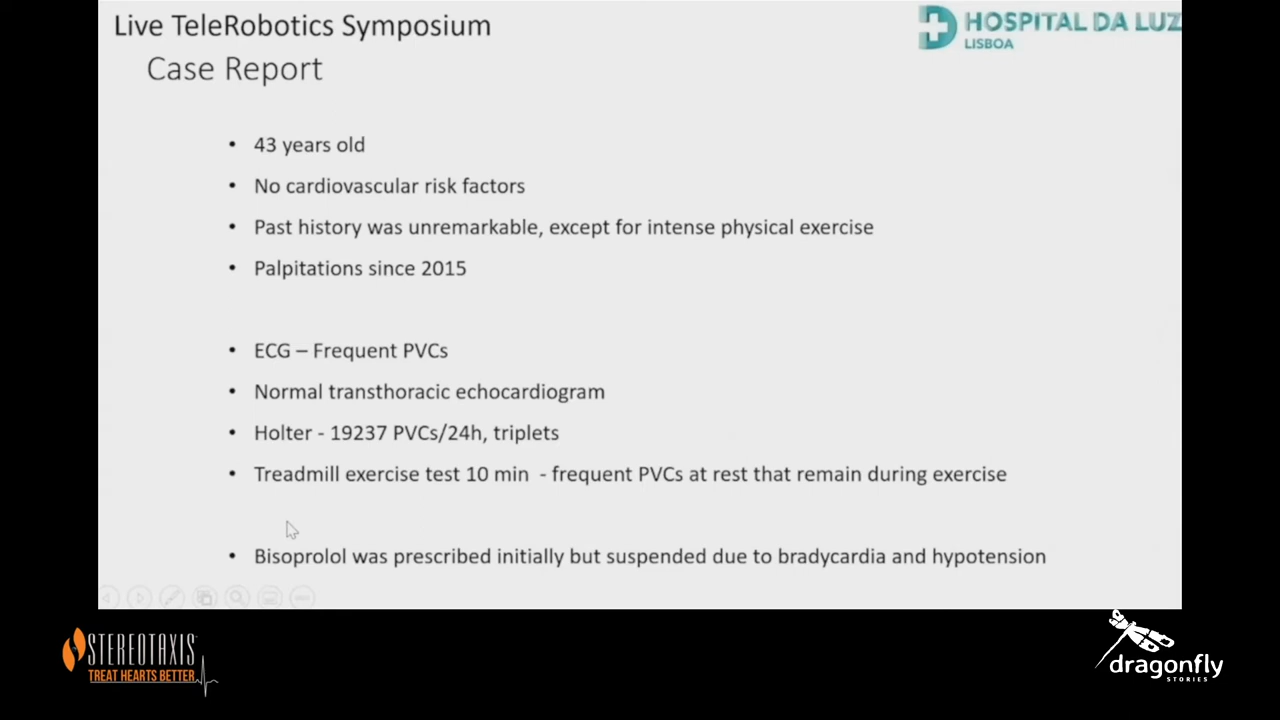 Live TeleRobotics Symposium
HOSPITAL DA LUZ
LISBOA
Case Report
• 43 years old
• No cardiovascular risk factors
• Past history was unremarkable, except for intense physical exercise
• Palpitations since 2015
• ECG – Frequent PVCs
• Normal transthoracic echocardiogram
• Holter - 19237 PVCs/24h, triplets
• Treadmill exercise test 10 min - frequent PVCs at rest that remain during exercise
• Bisoprolol was prescribed initially but suspended due to bradycardia and hypotension
STEREOTAXIS
TREAT HEARTS BETTER
dragonfly
STORIES